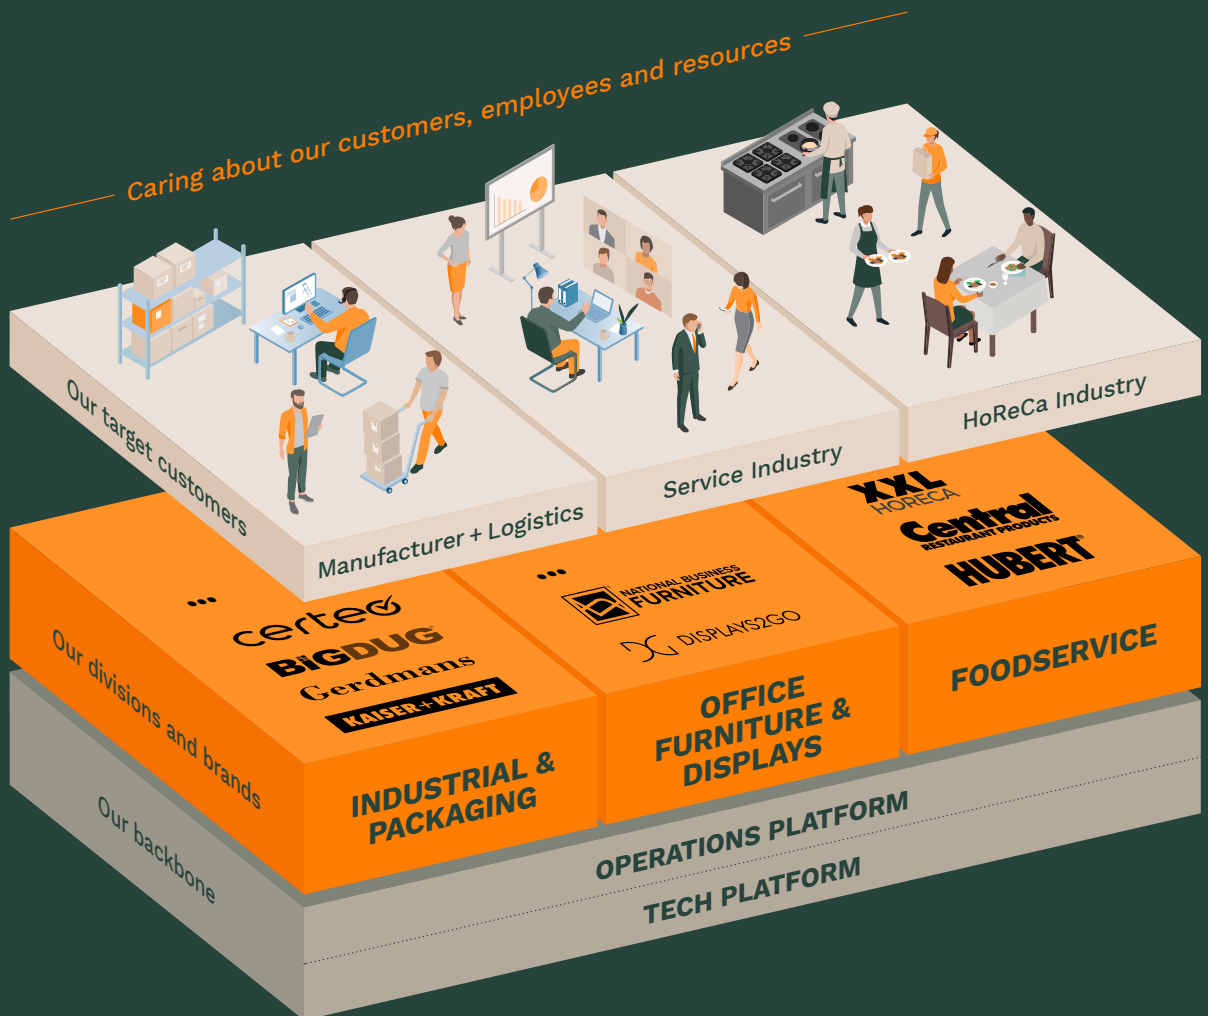 Caring about our customers, employees and resources
Our target customers
Manufacturer + Logistics
Service Industry
HoReCa Industry
Our divisions and brands
•••
certeo
BiGDUG®
Gerdmans
KAISER+KRAFT
INDUSTRIAL &
PACKAGING
•••
NATIONAL BUSINESS
FURNITURE
DISPLAYS2GO
OFFICE
FURNITURE &
DISPLAYS
XXL
HORECA
Central
RESTAURANT PRODUCTS
HUBERT®
FOODSERVICE
Our backbone
OPERATIONS PLATFORM
TECH PLATFORM